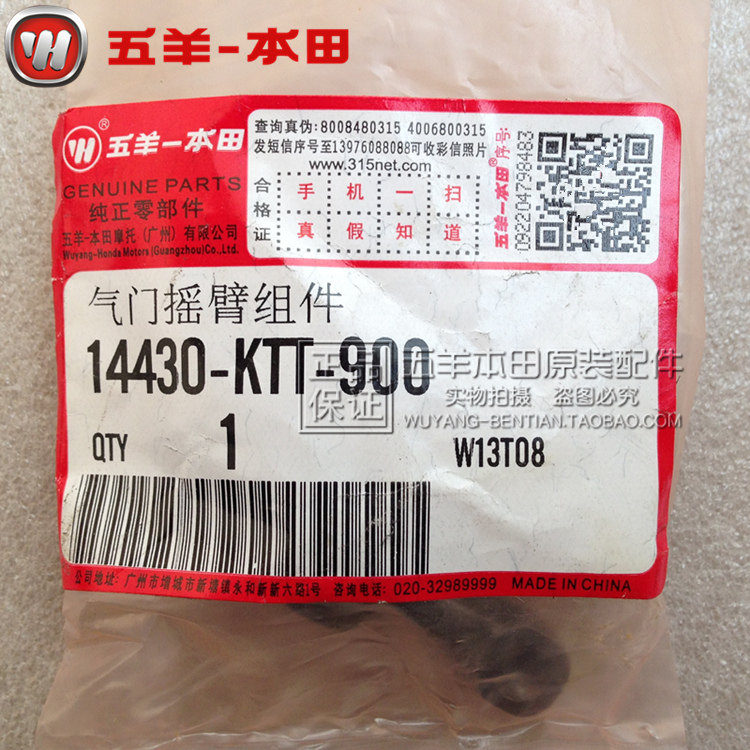 五羊-本田
五羊-本田
GENUINE PARTS
纯正零部件
五羊-本田摩托(广州)有限公司
Wuyang-Honda Motors (Guangzhou)Co.,Ltd.
查询真伪:8008480315 4006800315
发短信序号至13976088088可收彩信照片
www.315net.com
合格证
手机一扫
真假知道
五羊-本田®序号:
092204798483
气门摇臂组件
14430-KTT-900
正品保证
五羊本田原装配件
实物拍摄 盗图必究
WUYANG-BENTIAN.TAOBAO.COM
QTY 1 W13T08
公司地址: 广州市增城市新塘镇永和新新六路1号 咨询电话: 020-32989999 MADE IN CHINA